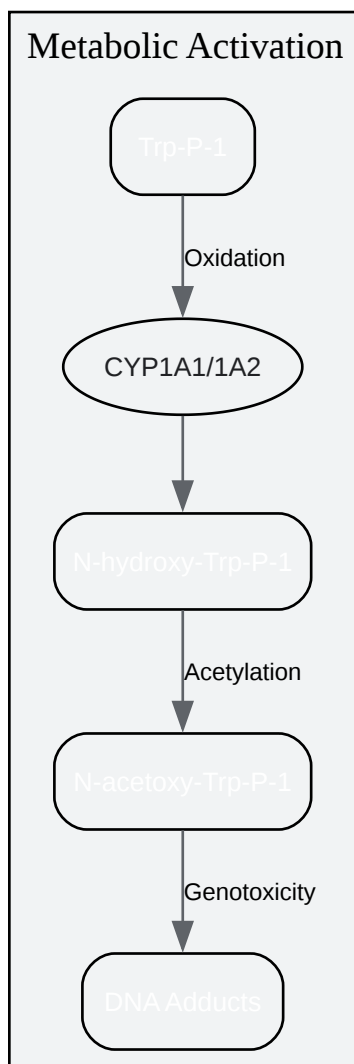 Metabolic Activation
Trp-P-1
Oxidation
CYP1A1/1A2
N-hydroxy-Trp-P-1
Acetylation
N-acetoxy-Trp-P-1
Genotoxicity
DNA Adducts